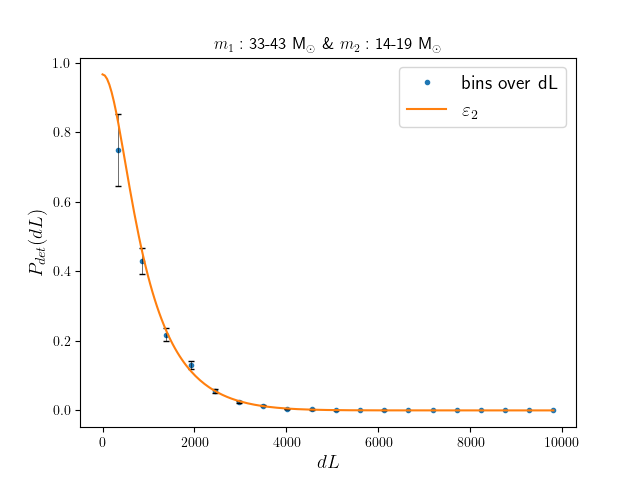 m₁ : 33-43 M⊙ & m₂ : 14-19 M⊙
1.0
0.8
0.6
0.4
0.2
0.0
P_det(dL)
bins over dL
ε₂
0 2000 4000 6000 8000 10000
dL